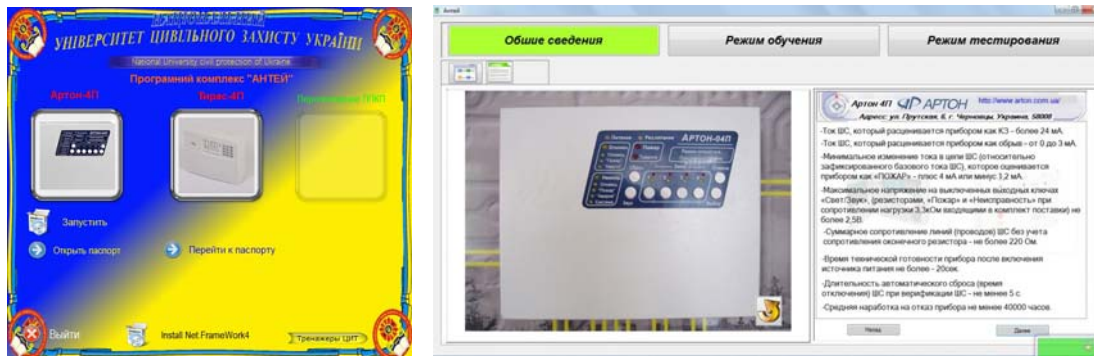 УНІВЕРСИТЕТ ЦИВІЛЬНОГО ЗАХИСТУ УКРАЇНИ
National University civil protection of Ukraine
Програмний комплекс "АНТЕЙ"
Артон-4П
Тирас-4П
ППКП
Запустить
Открыть паспорт
Перейти к паспорту
Выйти
Install Net.FrameWork4
Тренажеры ЦИТ
Антей
Обшие сведения
Режим обучения
Режим тестирования
Питание
АРТОН-04П
Пожар
Артон 4П АРТОН http://www.arton.com.ua/
Адресс: ул. Прутская, 6, г. Черновцы, Украина, 58008
-Ток ШС, который расценивается прибором как КЗ - более 24 мА.
-Ток ШС, который расценивается прибором как обрыв - от 0 до 3 мА.
-Минимальное изменение тока в цепи ШС (относительно
зафиксированного базового тока ШС), которое оценивается
прибором как «ПОЖАР» - плюс 4 мА или минус 1,2 мА.
-Максимальное напряжение на выключенных выходных ключах
«Свет/Звук», (резисторами, «Пожар» и «Неисправность» при
сопротивлении нагрузки 3,3кОм входящими в комплект поставки) не
более 2,5В.
-Суммарное сопротивление линий (проводов) ШС без учета
сопротивления оконечного резистора - не более 220 Ом.
-Время технической готовности прибора после включения
источника питания не более - 20сек.
-Длительность автоматического сброса (время
отключения) ШС при верификации ШС - не менее 5 с.
-Средняя наработка на отказ прибора не менее 40000 часов.
Назад
Далее